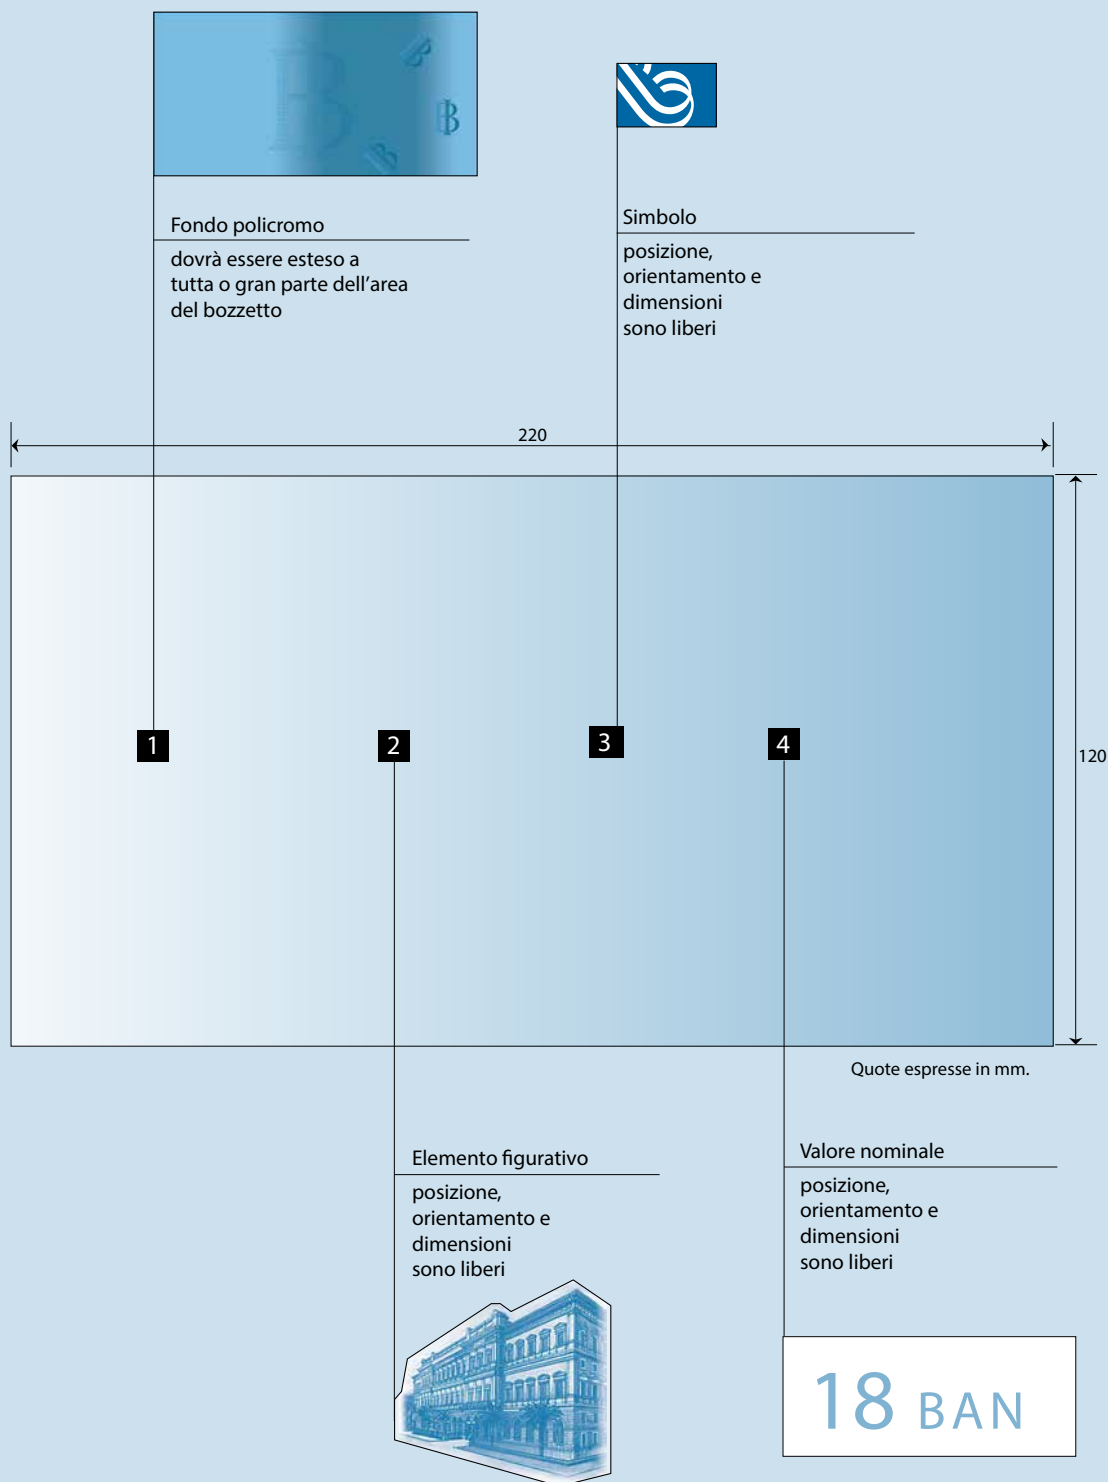 Fondo policromo
dovrà essere esteso a
tutta o gran parte dell'area
del bozzetto
Simbolo
posizione,
orientamento e
dimensioni
sono liberi
220
1
2
3
4
120
Quote espresse in mm.
Elemento figurativo
posizione,
orientamento e
dimensioni
sono liberi
Valore nominale
posizione,
orientamento e
dimensioni
sono liberi
18 BAN